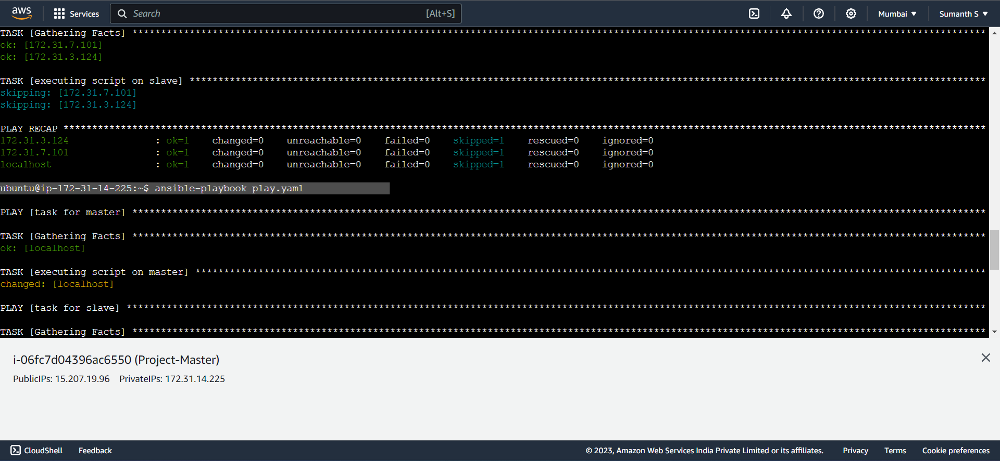 aws Services Search [Alt+S] Mumbai Sumanth S
TASK [Gathering Facts] *****************************************************************************************************************************************************
ok: [172.31.7.101]
ok: [172.31.3.124]
TASK [executing script on slave] *******************************************************************************************************************************************
skipping: [172.31.7.101]
skipping: [172.31.3.124]
PLAY RECAP *****************************************************************************************************************************************************************
172.31.3.124 : ok=1 changed=0 unreachable=0 failed=0 skipped=1 rescued=0 ignored=0
172.31.7.101 : ok=1 changed=0 unreachable=0 failed=0 skipped=1 rescued=0 ignored=0
localhost : ok=1 changed=0 unreachable=0 failed=0 skipped=1 rescued=0 ignored=0
ubuntu@ip-172-31-14-225:~$ ansible-playbook play.yaml
PLAY [task for master] *****************************************************************************************************************************************************
TASK [Gathering Facts] *****************************************************************************************************************************************************
ok: [localhost]
TASK [executing script on master] ******************************************************************************************************************************************
changed: [localhost]
PLAY [task for slave] ******************************************************************************************************************************************************
TASK [Gathering Facts] *****************************************************************************************************************************************************
i-06fc7d04396ac6550 (Project-Master)
PublicIPs: 15.207.19.96 PrivateIPs: 172.31.14.225
CloudShell Feedback © 2023, Amazon Web Services India Private Limited or its affiliates. Privacy Terms Cookie preferences